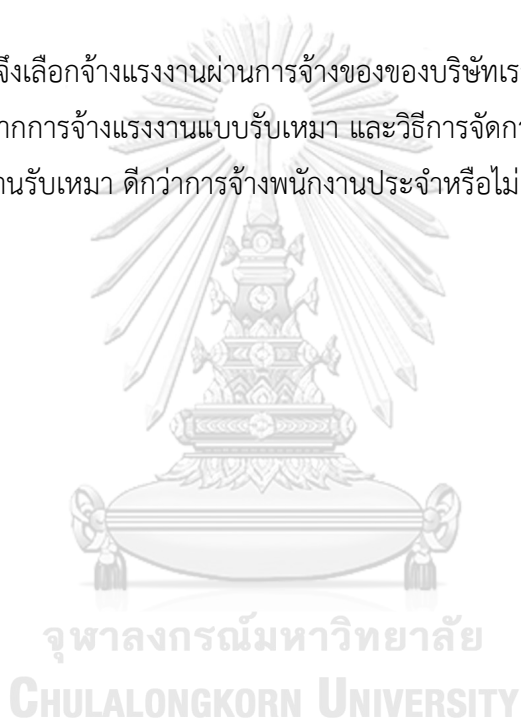 จึงเลือกจ้างแรงงานผ่านการจ้างของของบริษัทเร
ากการจ้างแรงงานแบบรับเหมา และวิธีการจัดกา
านรับเหมา ดีกว่าการจ้างพนักงานประจำหรือไม่
จุฬาลงกรณ์มหาวิทยาลัย
CHULALONGKORN UNIVERSITY